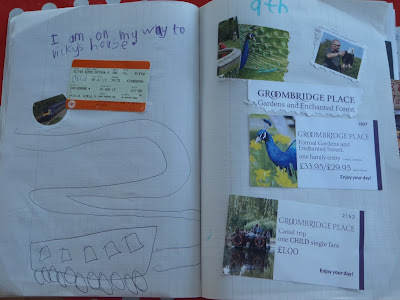 I am on my way to
vicky's house
9th
GROOMBRIDGE PLACE
Gardens and Enchanted Forest
GROOMBRIDGE PLACE
Formal Gardens and
Enchanted Forest
one family entry
£33.95/£29.95
Enjoy your day!
2162
GROOMBRIDGE PLACE
Canal trip
one CHILD single fare
£1.00
Enjoy your day!